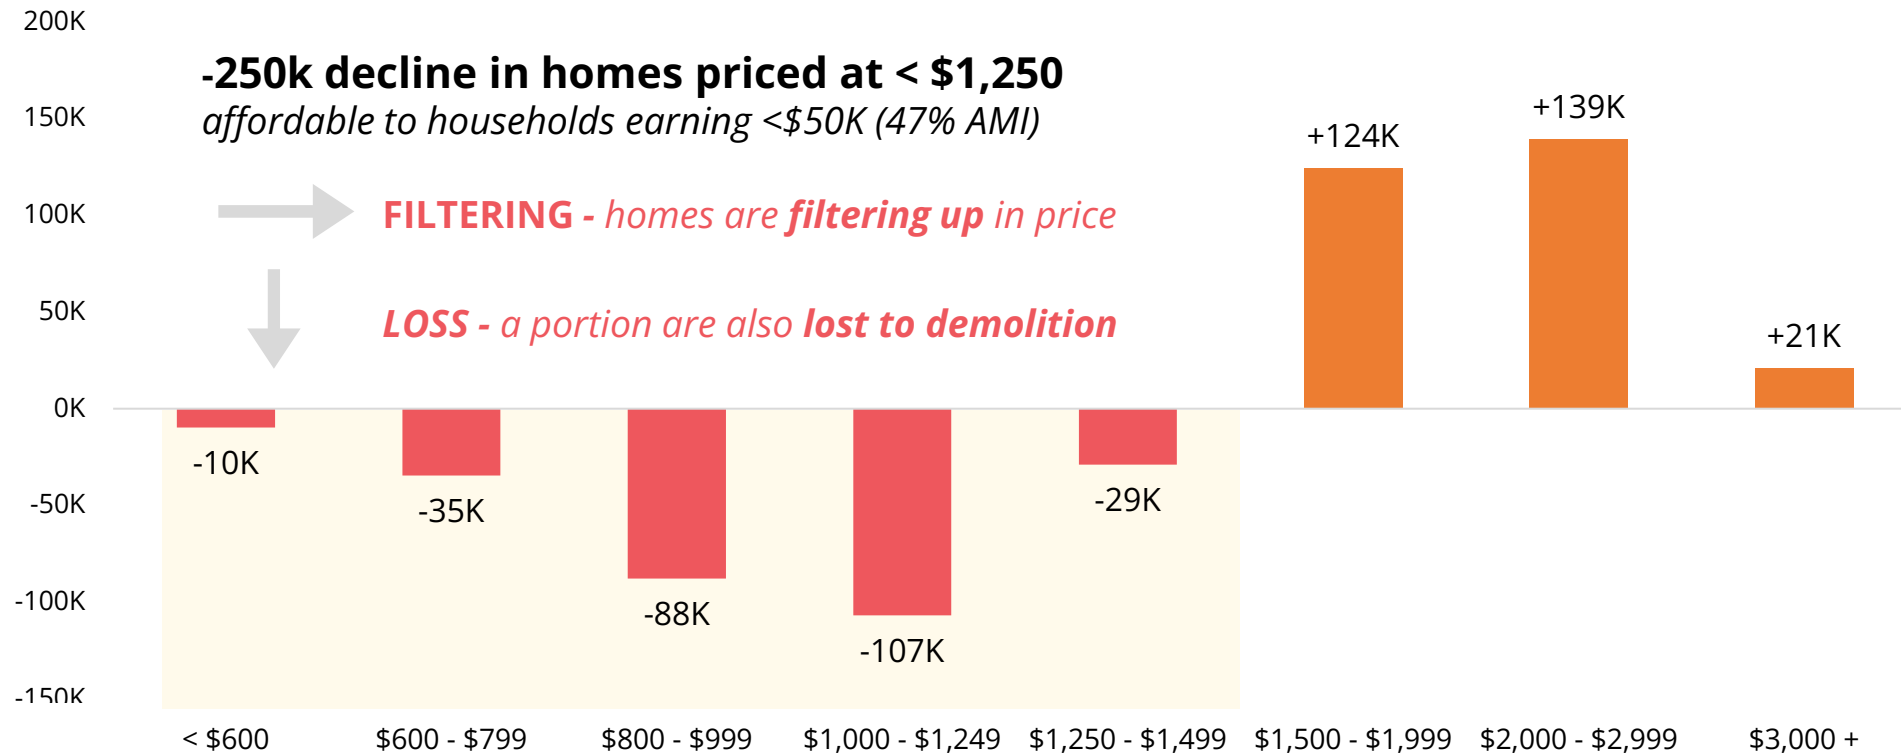 200K
-250k decline in homes priced at < $1,250
affordable to households earning <$50K (47% AMI)
150K
+124K
+139K
100K
FILTERING - homes are filtering up in price
50K
LOSS - a portion are also lost to demolition
+21K
0K
-10K
-35K
-88K
-107K
-29K
-50K
-100K
-150K
< $600
$600 - $799
$800 - $999
$1,000 - $1,249
$1,250 - $1,499
$1,500 - $1,999
$2,000 - $2,999
$3,000 +